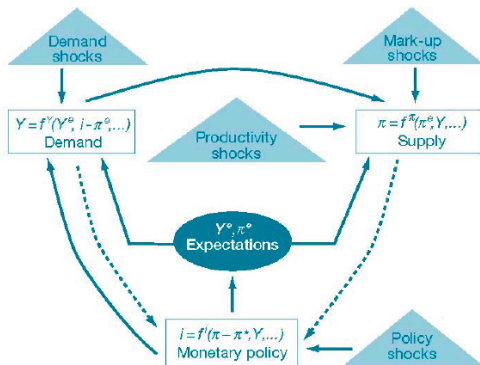 Demand
shocks
Mark-up
shocks
Y = f^Y(Y^e, i – π^e,...)
Demand
Productivity
shocks
π = f^π(π^e, Y,...)
Supply
Y^e, π^e
Expectations
i = f^i(π – π*, Y,...)
Monetary policy
Policy
shocks